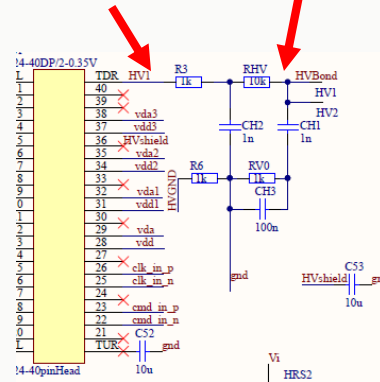 24-40DP/2-0.35V
TDR HV1 R3 RHV
L 1k 10k HVBond
1 40
2 39 HV1
3 38 vda3 HV2
4 37 vdd3 CH2 CH1
5 36 HVshield 1n 1n
6 35 vda2
7 34 vdd2 R6 RV0
8 33 1k 1k
9 32 vda1 HVGND CH3
0 31 vdd1
1 30 100n
2 29 vda
3 28 vdd
4 27 gnd
5 26 clk_in_p C53
6 25 clk_in_n HVshield
7 24 10u
8 23 cmd_in_p
9 22 cmd_in_n
0 21 C52
L TUR gnd
10u Vi
24-40pinHead HRS2